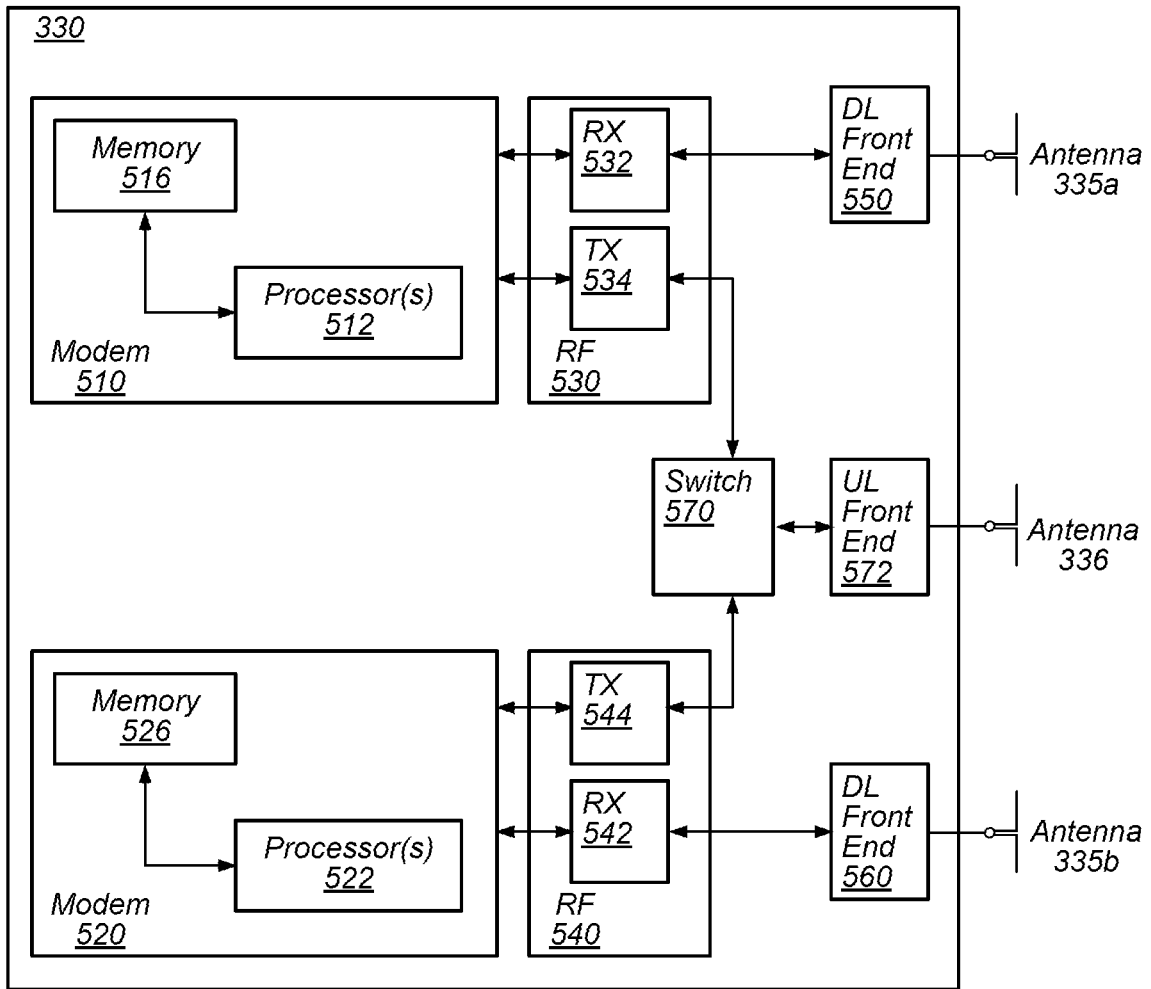 330
Memory
516
Processor(s)
512
Modem
510
RX
532
TX
534
RF
530
DL
Front
End
550
Antenna
335a
Switch
570
UL
Front
End
572
Antenna
336
Memory
526
Processor(s)
522
Modem
520
TX
544
RX
542
RF
540
DL
Front
End
560
Antenna
335b